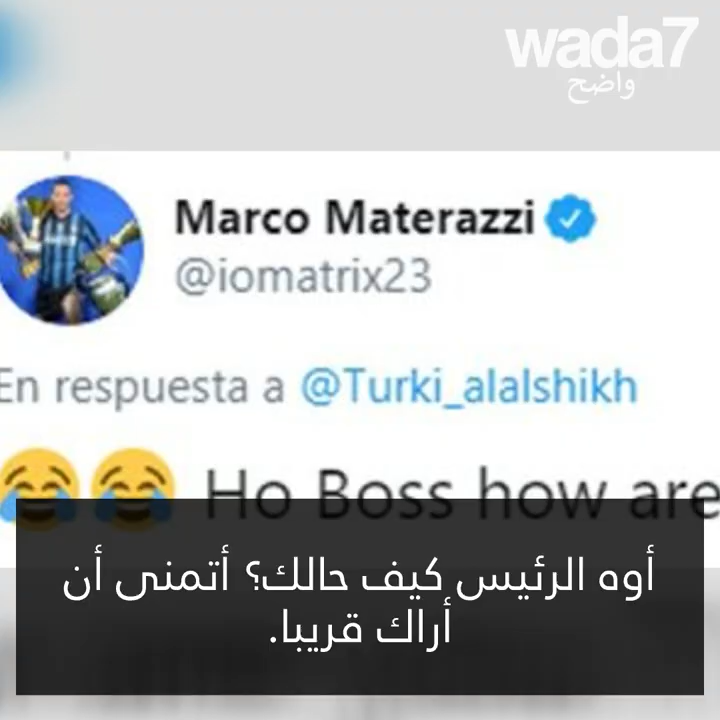 wada7
واضح
Marco Materazzi
@iomatrix23
En respuesta a @Turki_alalshikh
😂😂 Ho Boss how are
أوه الرئيس كيف حالك؟ أتمنى أن
أراك قريبا.